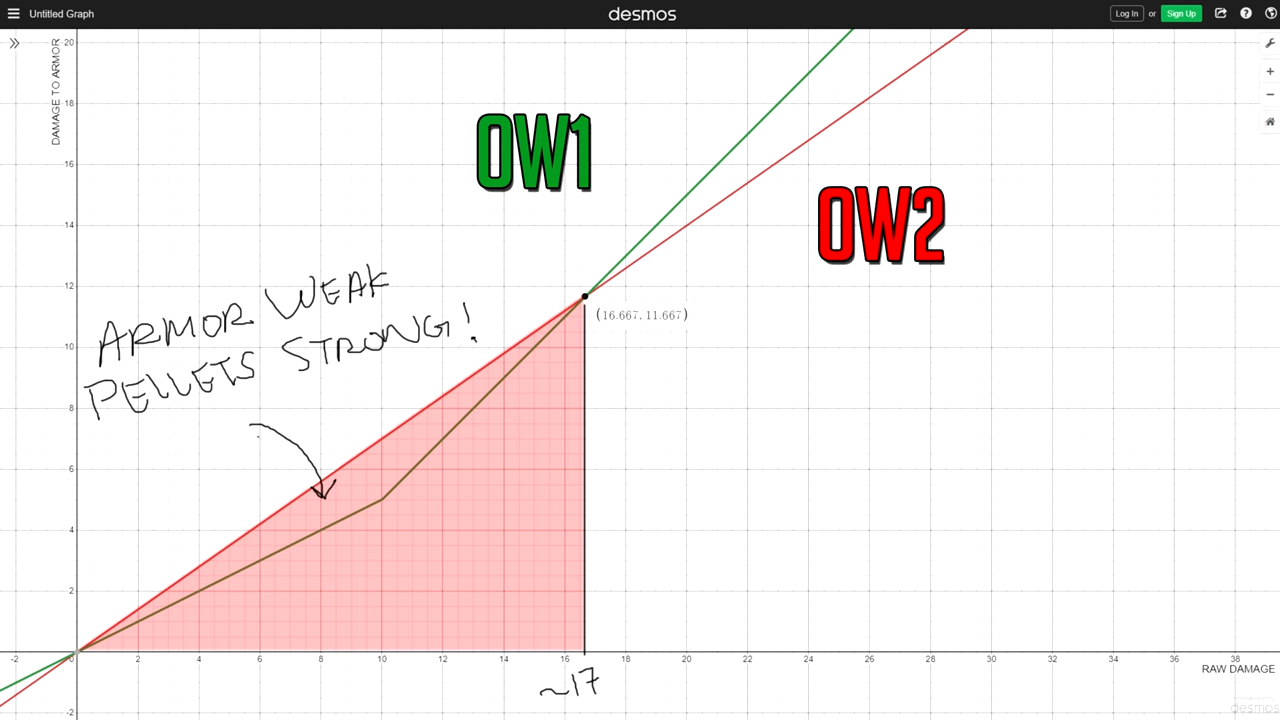 Untitled Graph
desmos
Log In or Sign Up
DAMAGE TO ARMOR
20
18
16
14
12
10
8
6
4
2
-2
OW1
OW2
(16.667, 11.667)
ARMOR WEAK
PELLETS STRONG!
-2 0 2 4 6 8 10 12 14 16 18 20 22 24 26 28 30 32 34 36 38
RAW DAMAGE
~17
desmos